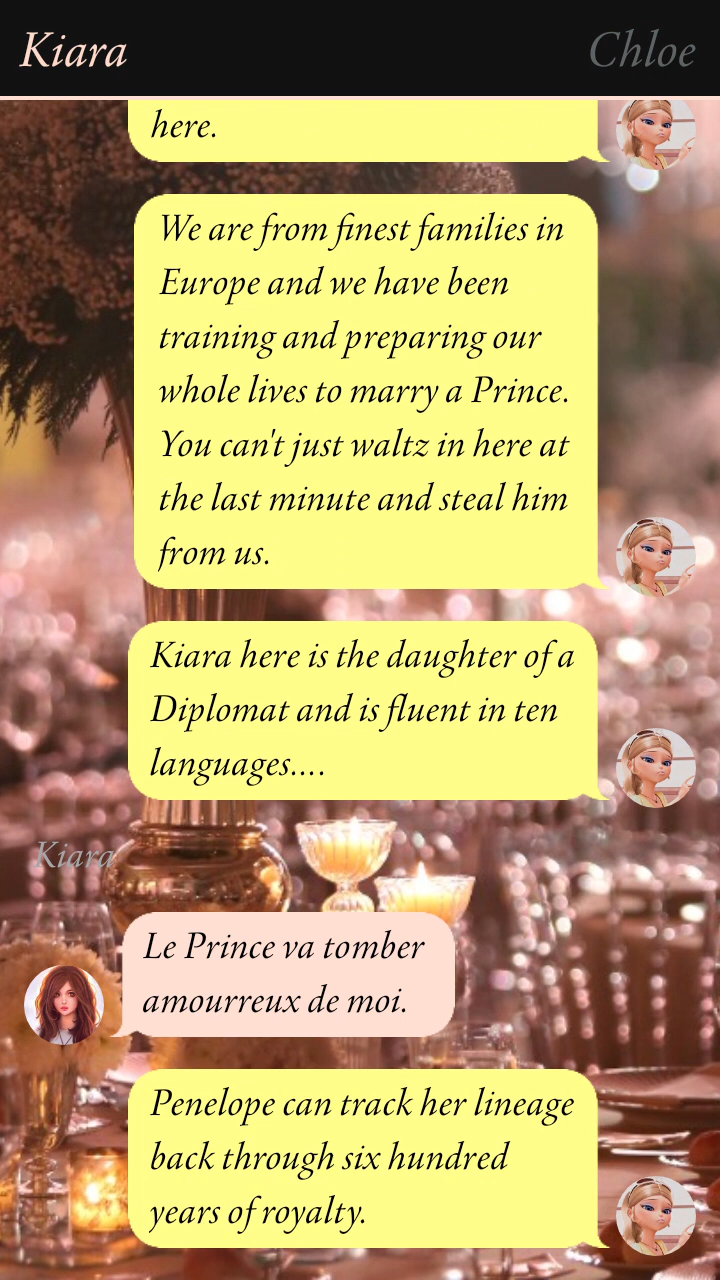 Kiara
Chloe
here.
We are from finest families in
Europe and we have been
training and preparing our
whole lives to marry a Prince.
You can't just waltz in here at
the last minute and steal him
from us.
Kiara here is the daughter of a
Diplomat and is fluent in ten
languages....
Kiara
Le Prince va tomber
amourreux de moi.
Penelope can track her lineage
back through six hundred
years of royalty.